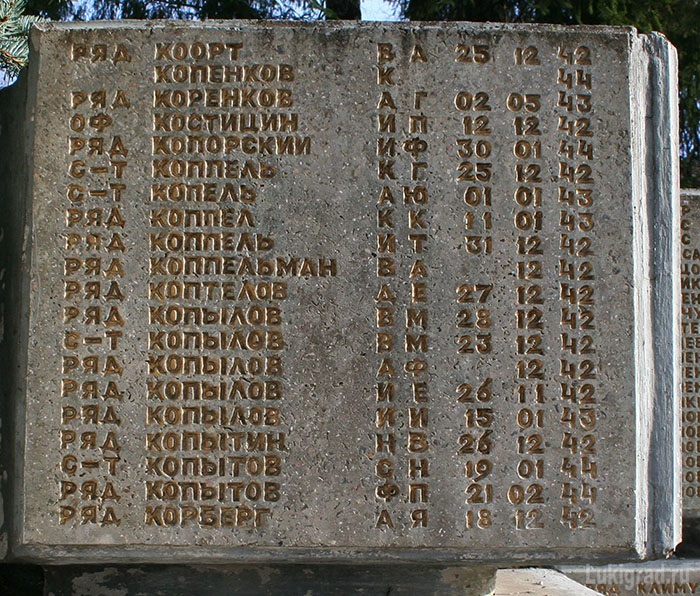 РЯД КООРТ В А 25 12 42
КОПЕНКОВ К 44
РЯД КОРЕНКОВ А Г 02 05 43
ОФ КОСТИЦИН И П 12 12 42
РЯД КОПОРСКИЙ И Ф 30 01 44
С-Т КОППЕЛЬ К Г 25 12 42
С-Т КОПЕЛЬ А Ю 01 01 43
РЯД КОППЕЛ К К 11 01 43
РЯД КОППЕЛЬ И Т 31 12 42
РЯД КОППЕЛЬМАН В А 12 42
РЯД КОПТЕЛОВ Д Е 27 12 42
РЯД КОПЫЛОВ В М 28 12 42
С-Т КОПЫЛОВ В М 23 12 42
РЯД КОПЫЛОВ А Ф 12 42
РЯД КОПЫЛОВ И Е 26 11 42
РЯД КОПЫЛОВ И И 15 01 43
РЯД КОПЫТИН Н В 26 12 42
С-Т КОПЫТОВ С Н 19 01 44
РЯД КОПЫТОВ Ф П 21 02 44
РЯД КОРБЕРГ А Я 18 12 42
Lukigrad.ru
РЯД КЛИМУ